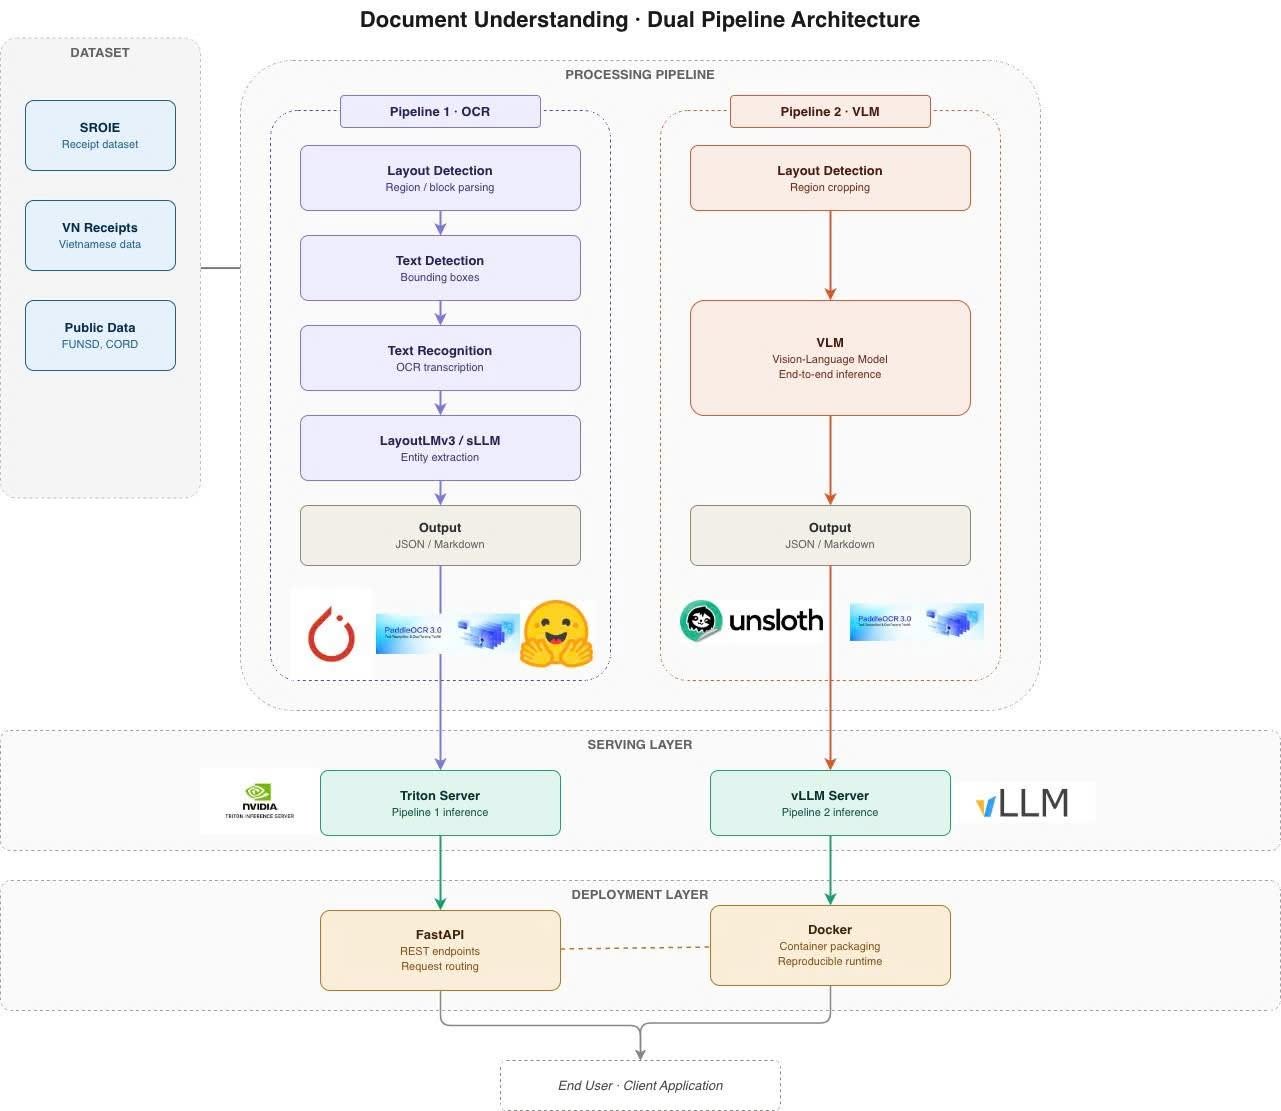 Document Understanding · Dual Pipeline Architecture
DATASET
SROIE
Receipt dataset
VN Receipts
Vietnamese data
Public Data
FUNSD, CORD
PROCESSING PIPELINE
Pipeline 1 · OCR
Layout Detection
Region / block parsing
Text Detection
Bounding boxes
Text Recognition
OCR transcription
LayoutLMv3 / sLLM
Entity extraction
Output
JSON / Markdown
PaddleOCR 3.0
Pipeline 2 · VLM
Layout Detection
Region cropping
VLM
Vision-Language Model
End-to-end inference
Output
JSON / Markdown
unsloth
PaddleOCR 3.0
SERVING LAYER
NVIDIA
TRITON INFERENCE SERVER
Triton Server
Pipeline 1 inference
vLLM Server
Pipeline 2 inference
vLLM
DEPLOYMENT LAYER
FastAPI
REST endpoints
Request routing
Docker
Container packaging
Reproducible runtime
End User · Client Application